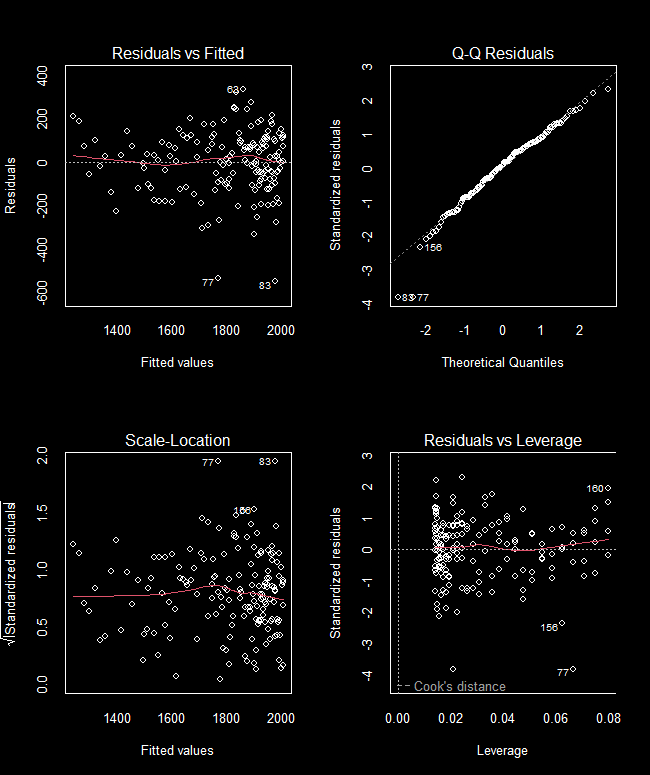 Residuals vs Fitted
Residuals
400
200
0
-200
-400
-600
63
77
83
1400 1600 1800 2000
Fitted values
Q-Q Residuals
Standardized residuals
3
2
1
0
-1
-2
-3
-4
156
83 77
-2 -1 0 1 2
Theoretical Quantiles
Scale-Location
√|Standardized residuals|
2.0
1.5
1.0
0.5
0.0
77
83
156
1400 1600 1800 2000
Fitted values
Residuals vs Leverage
Standardized residuals
3
2
1
0
-1
-2
-3
-4
160
156
77
Cook's distance
0.00 0.02 0.04 0.06 0.08
Leverage